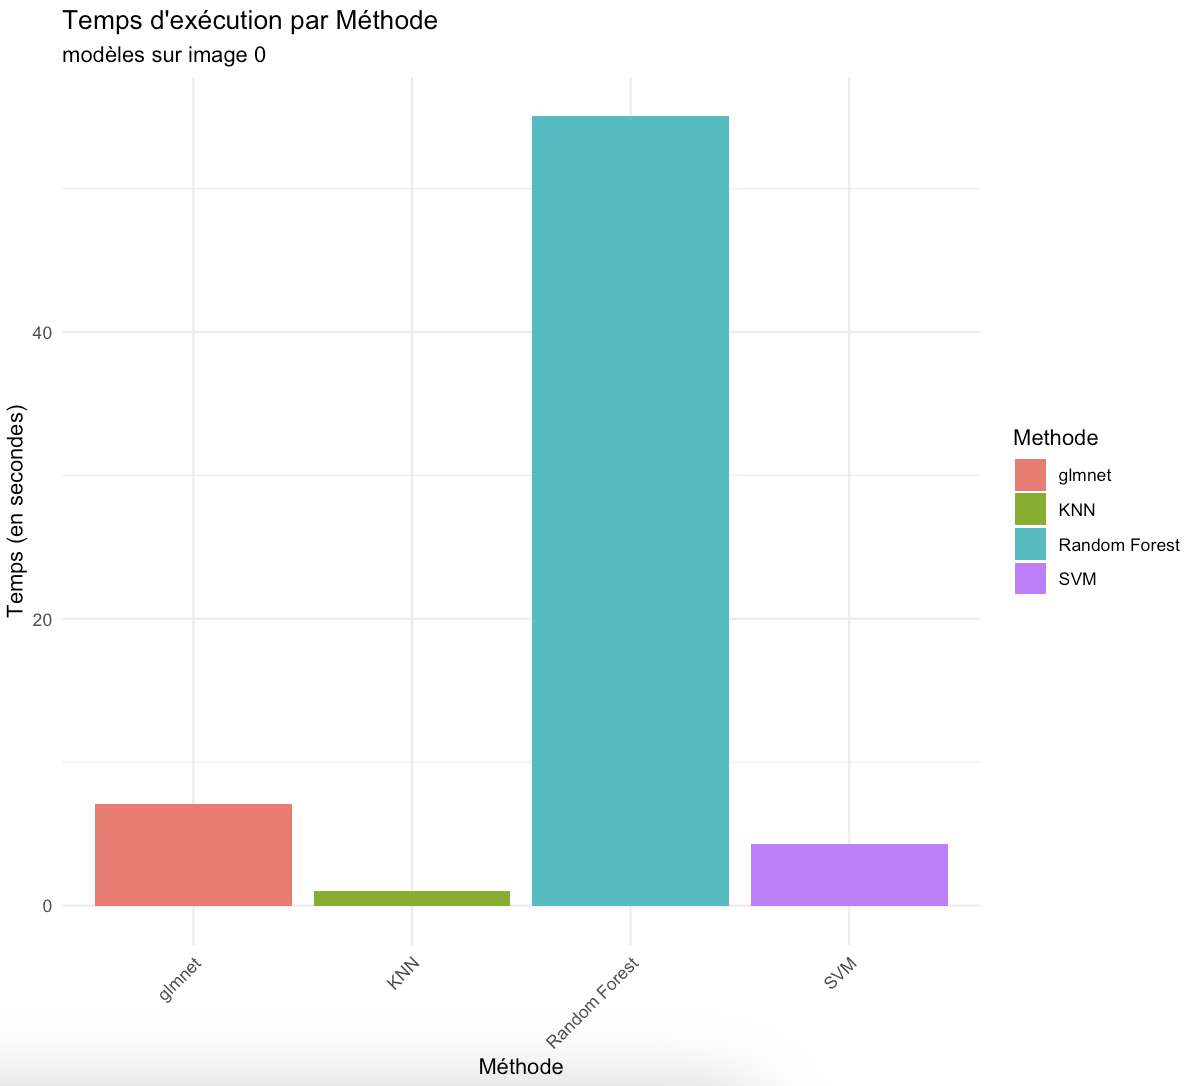 Temps d'exécution par Méthode
modèles sur image 0
Temps (en secondes)
40
20
0
glmnet
KNN
Random Forest
SVM
Méthode
Methode
glmnet
KNN
Random Forest
SVM